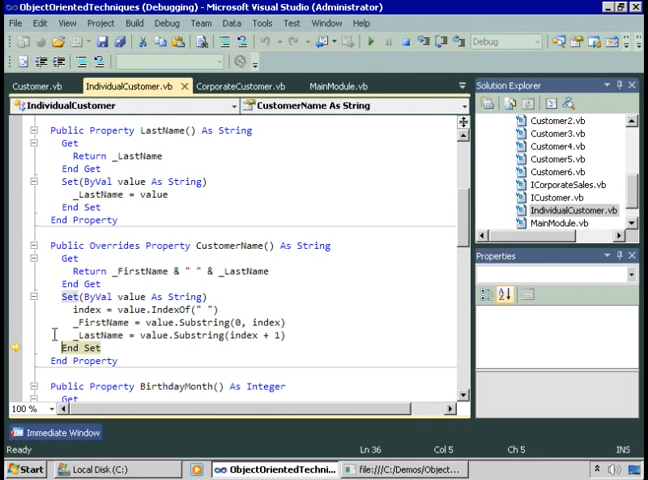 ObjectOrientedTechniques (Debugging) - Microsoft Visual Studio (Administrator)
File Edit View Project Build Debug Team Data Tools Test Window Help
Debug
Customer.vb IndividualCustomer.vb CorporateCustomer.vb MainModule.vb
IndividualCustomer CustomerName As String
Public Property LastName() As String
Get
Return _LastName
End Get
Set(ByVal value As String)
_LastName = value
End Set
End Property
Public Overrides Property CustomerName() As String
Get
Return _FirstName & " " & _LastName
End Get
Set(ByVal value As String)
index = value.IndexOf(" ")
_FirstName = value.Substring(0, index)
_LastName = value.Substring(index + 1)
End Set
End Property
Public Property BirthdayMonth() As Integer
Get
100 %
Solution Explorer
Customer2.vb
Customer3.vb
Customer4.vb
Customer5.vb
Customer6.vb
ICorporateSales.vb
ICustomer.vb
IndividualCustomer.vb
MainModule.vb
Properties
Immediate Window
Ready Ln 36 Col 5 Ch 5 INS
Start Local Disk (C:) ObjectOrientedTechni... file:///C:/Demos/Object...